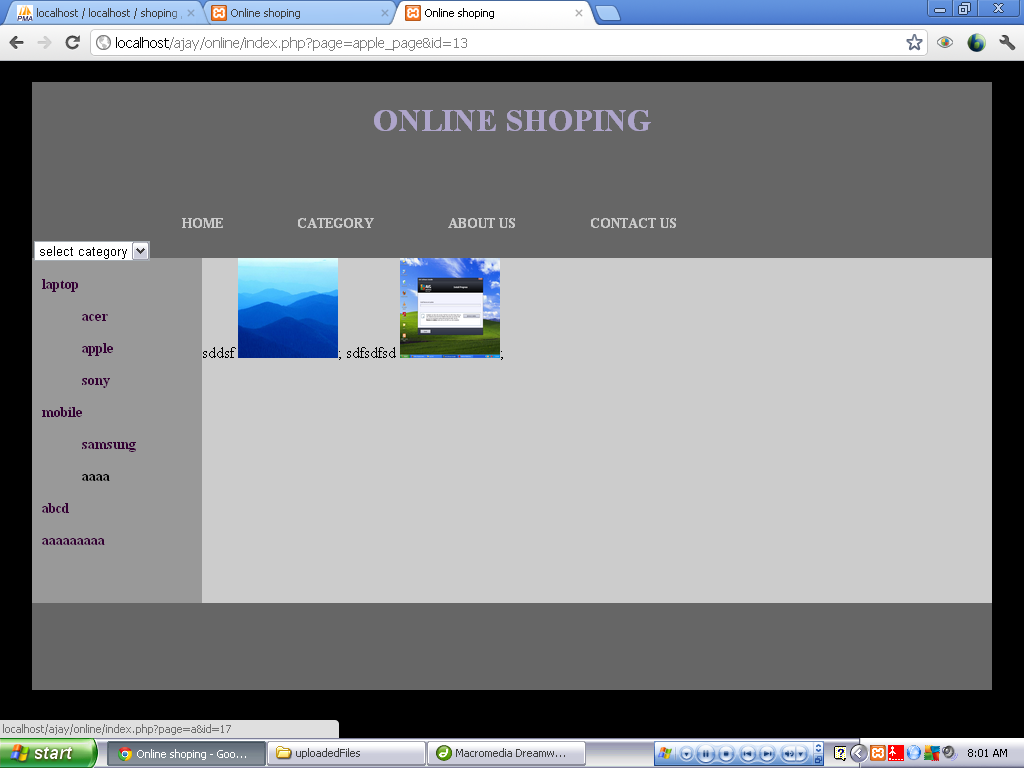 localhost / localhost / shoping
Online shoping
Online shoping
localhost/ajay/online/index.php?page=apple_page&id=13
ONLINE SHOPING
HOME CATEGORY ABOUT US CONTACT US
select category
laptop
acer
apple
sony
mobile
samsung
aaaa
abcd
aaaaaaaaa
sddsf ; sdfsdfsd ;
localhost/ajay/online/index.php?page=a&id=17
start
Online shoping - Goo...
uploadedFiles
Macromedia Dreamw...
8:01 AM